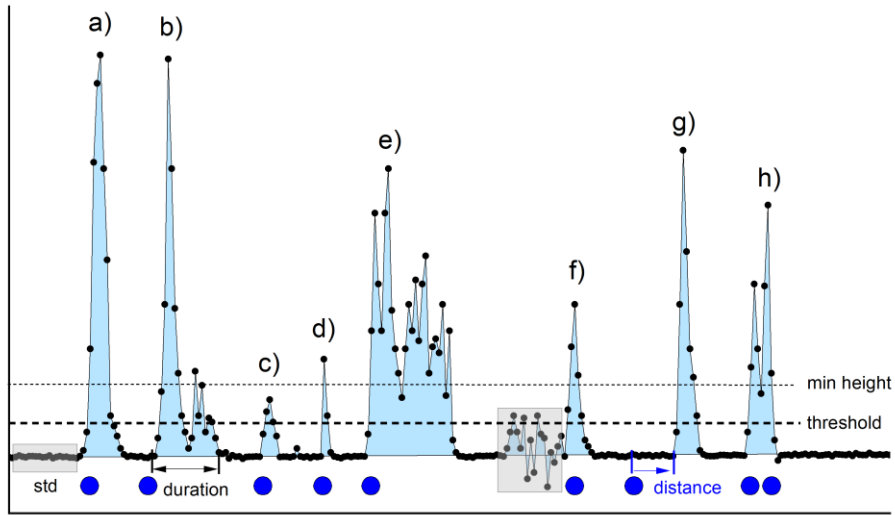 a)
b)
c)
d)
e)
f)
g)
h)
min height
threshold
std
duration
distance